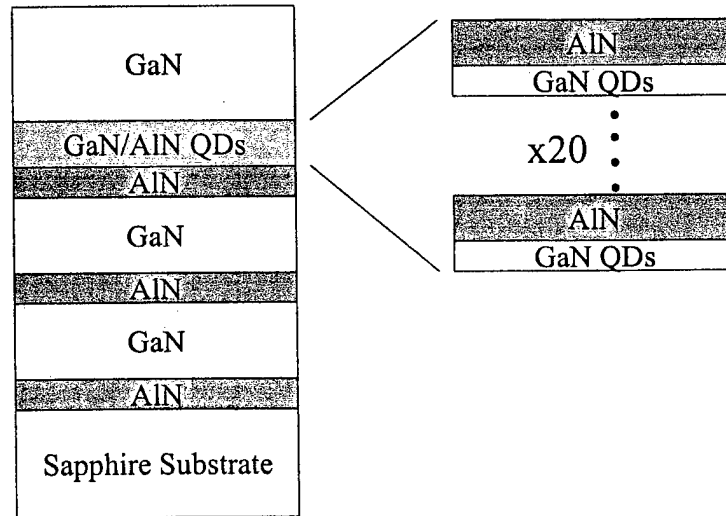 GaN
GaN/AlN QDs
AlN
GaN
AlN
GaN
AlN
Sapphire Substrate
AlN
GaN QDs
x20
AlN
GaN QDs